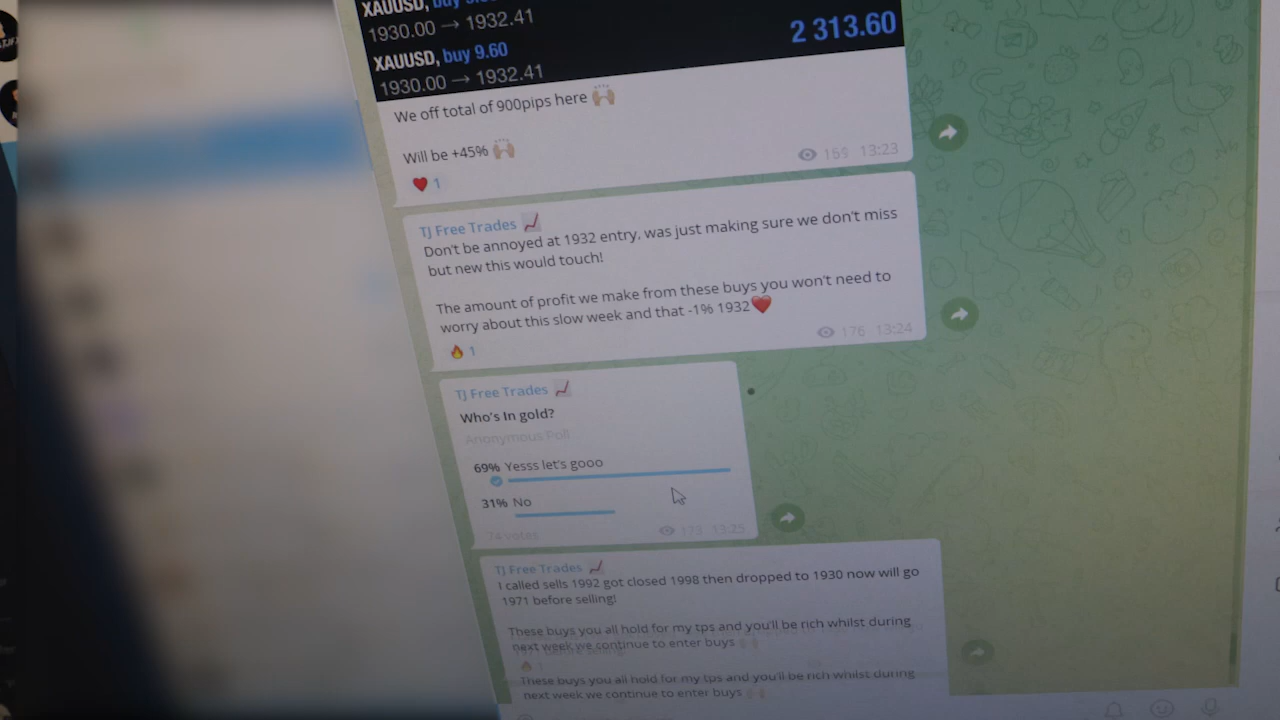 XAUUSD, buy
1930.00 → 1932.41
XAUUSD, buy 9.60
1930.00 → 1932.41
2 313.60
We off total of 900pips here 🙌🏼
Will be +45% 🙌🏼
❤️ 1
159 13:23
TJ Free Trades 📈
Don't be annoyed at 1932 entry, was just making sure we don't miss
but new this would touch!
The amount of profit we make from these buys you won't need to
worry about this slow week and that -1% 1932❤️
🔥 1
176 13:24
TJ Free Trades 📈
Who's In gold?
Anonymous Poll
69% Yesss let's gooo
31% No
74 votes
173 13:25
TJ Free Trades 📈
I called sells 1992 got closed 1998 then dropped to 1930 now will go
1971 before selling!
These buys you all hold for my tps and you'll be rich whilst during
next week we continue to enter buys 🙌🏼
These buys you all hold for my tps and you'll be rich whilst during
next week we continue to enter buys 🙌🏼